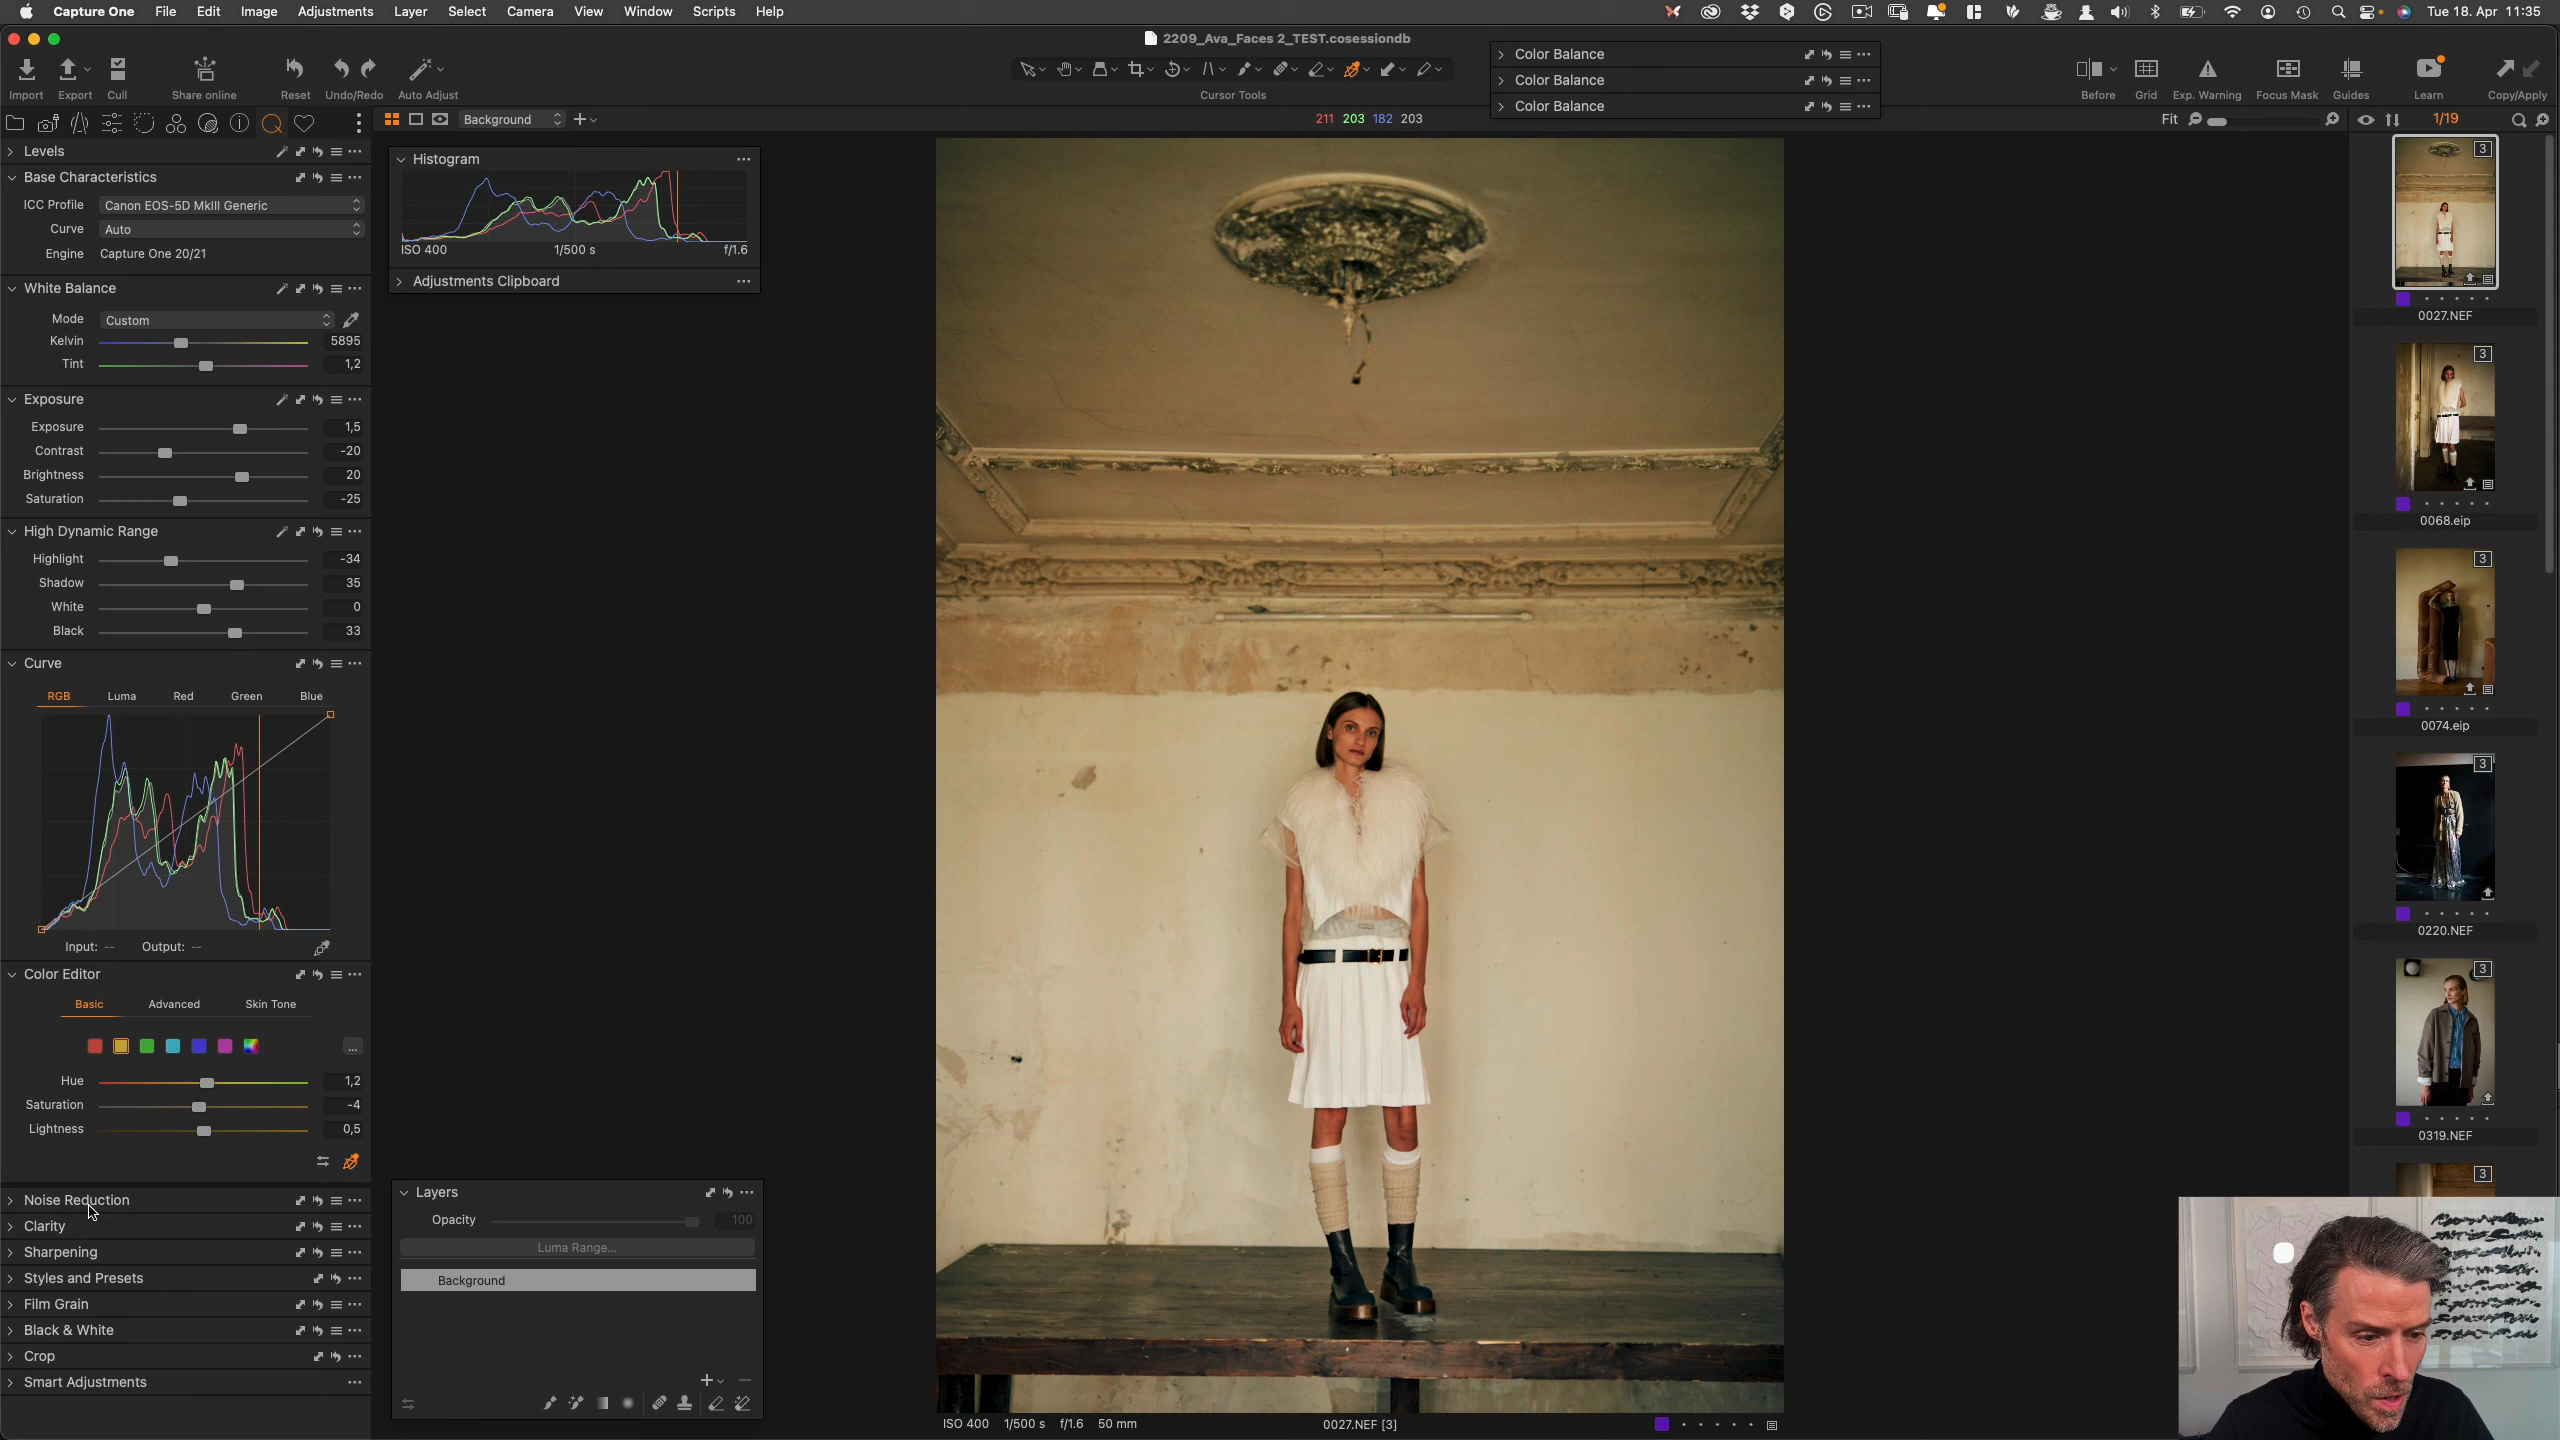 Capture One File Edit Image Adjustments Layer Select Camera View Window Scripts Help Tue 18. Apr 11:35
2209_Ava_Faces 2_TEST.cosessiondb
Import Export Cull Share online Reset Undo/Redo Auto Adjust Cursor Tools Before Grid Exp. Warning Focus Mask Guides Learn Copy/Apply
Color Balance
Color Balance
Color Balance
Background 211 203 182 203 Fit 1/19
Levels
Base Characteristics
ICC Profile Canon EOS-5D MkIII Generic
Curve Auto
Engine Capture One 20/21
White Balance
Mode Custom
Kelvin 5895
Tint 1,2
Exposure
Exposure 1,5
Contrast -20
Brightness 20
Saturation -25
High Dynamic Range
Highlight -34
Shadow 35
White 0
Black 33
Curve
RGB Luma Red Green Blue
Input: -- Output: --
Color Editor
Basic Advanced Skin Tone
...
Hue 1,2
Saturation -4
Lightness 0,5
Noise Reduction
Clarity
Sharpening
Styles and Presets
Film Grain
Black & White
Crop
Smart Adjustments
Histogram
ISO 400 1/500 s f/1.6
Adjustments Clipboard
Layers
Opacity 100
Luma Range...
Background
ISO 400 1/500 s f/1.6 50 mm 0027.NEF [3]
3
0027.NEF
3
0068.eip
3
0074.eip
3
0220.NEF
3
0319.NEF
3